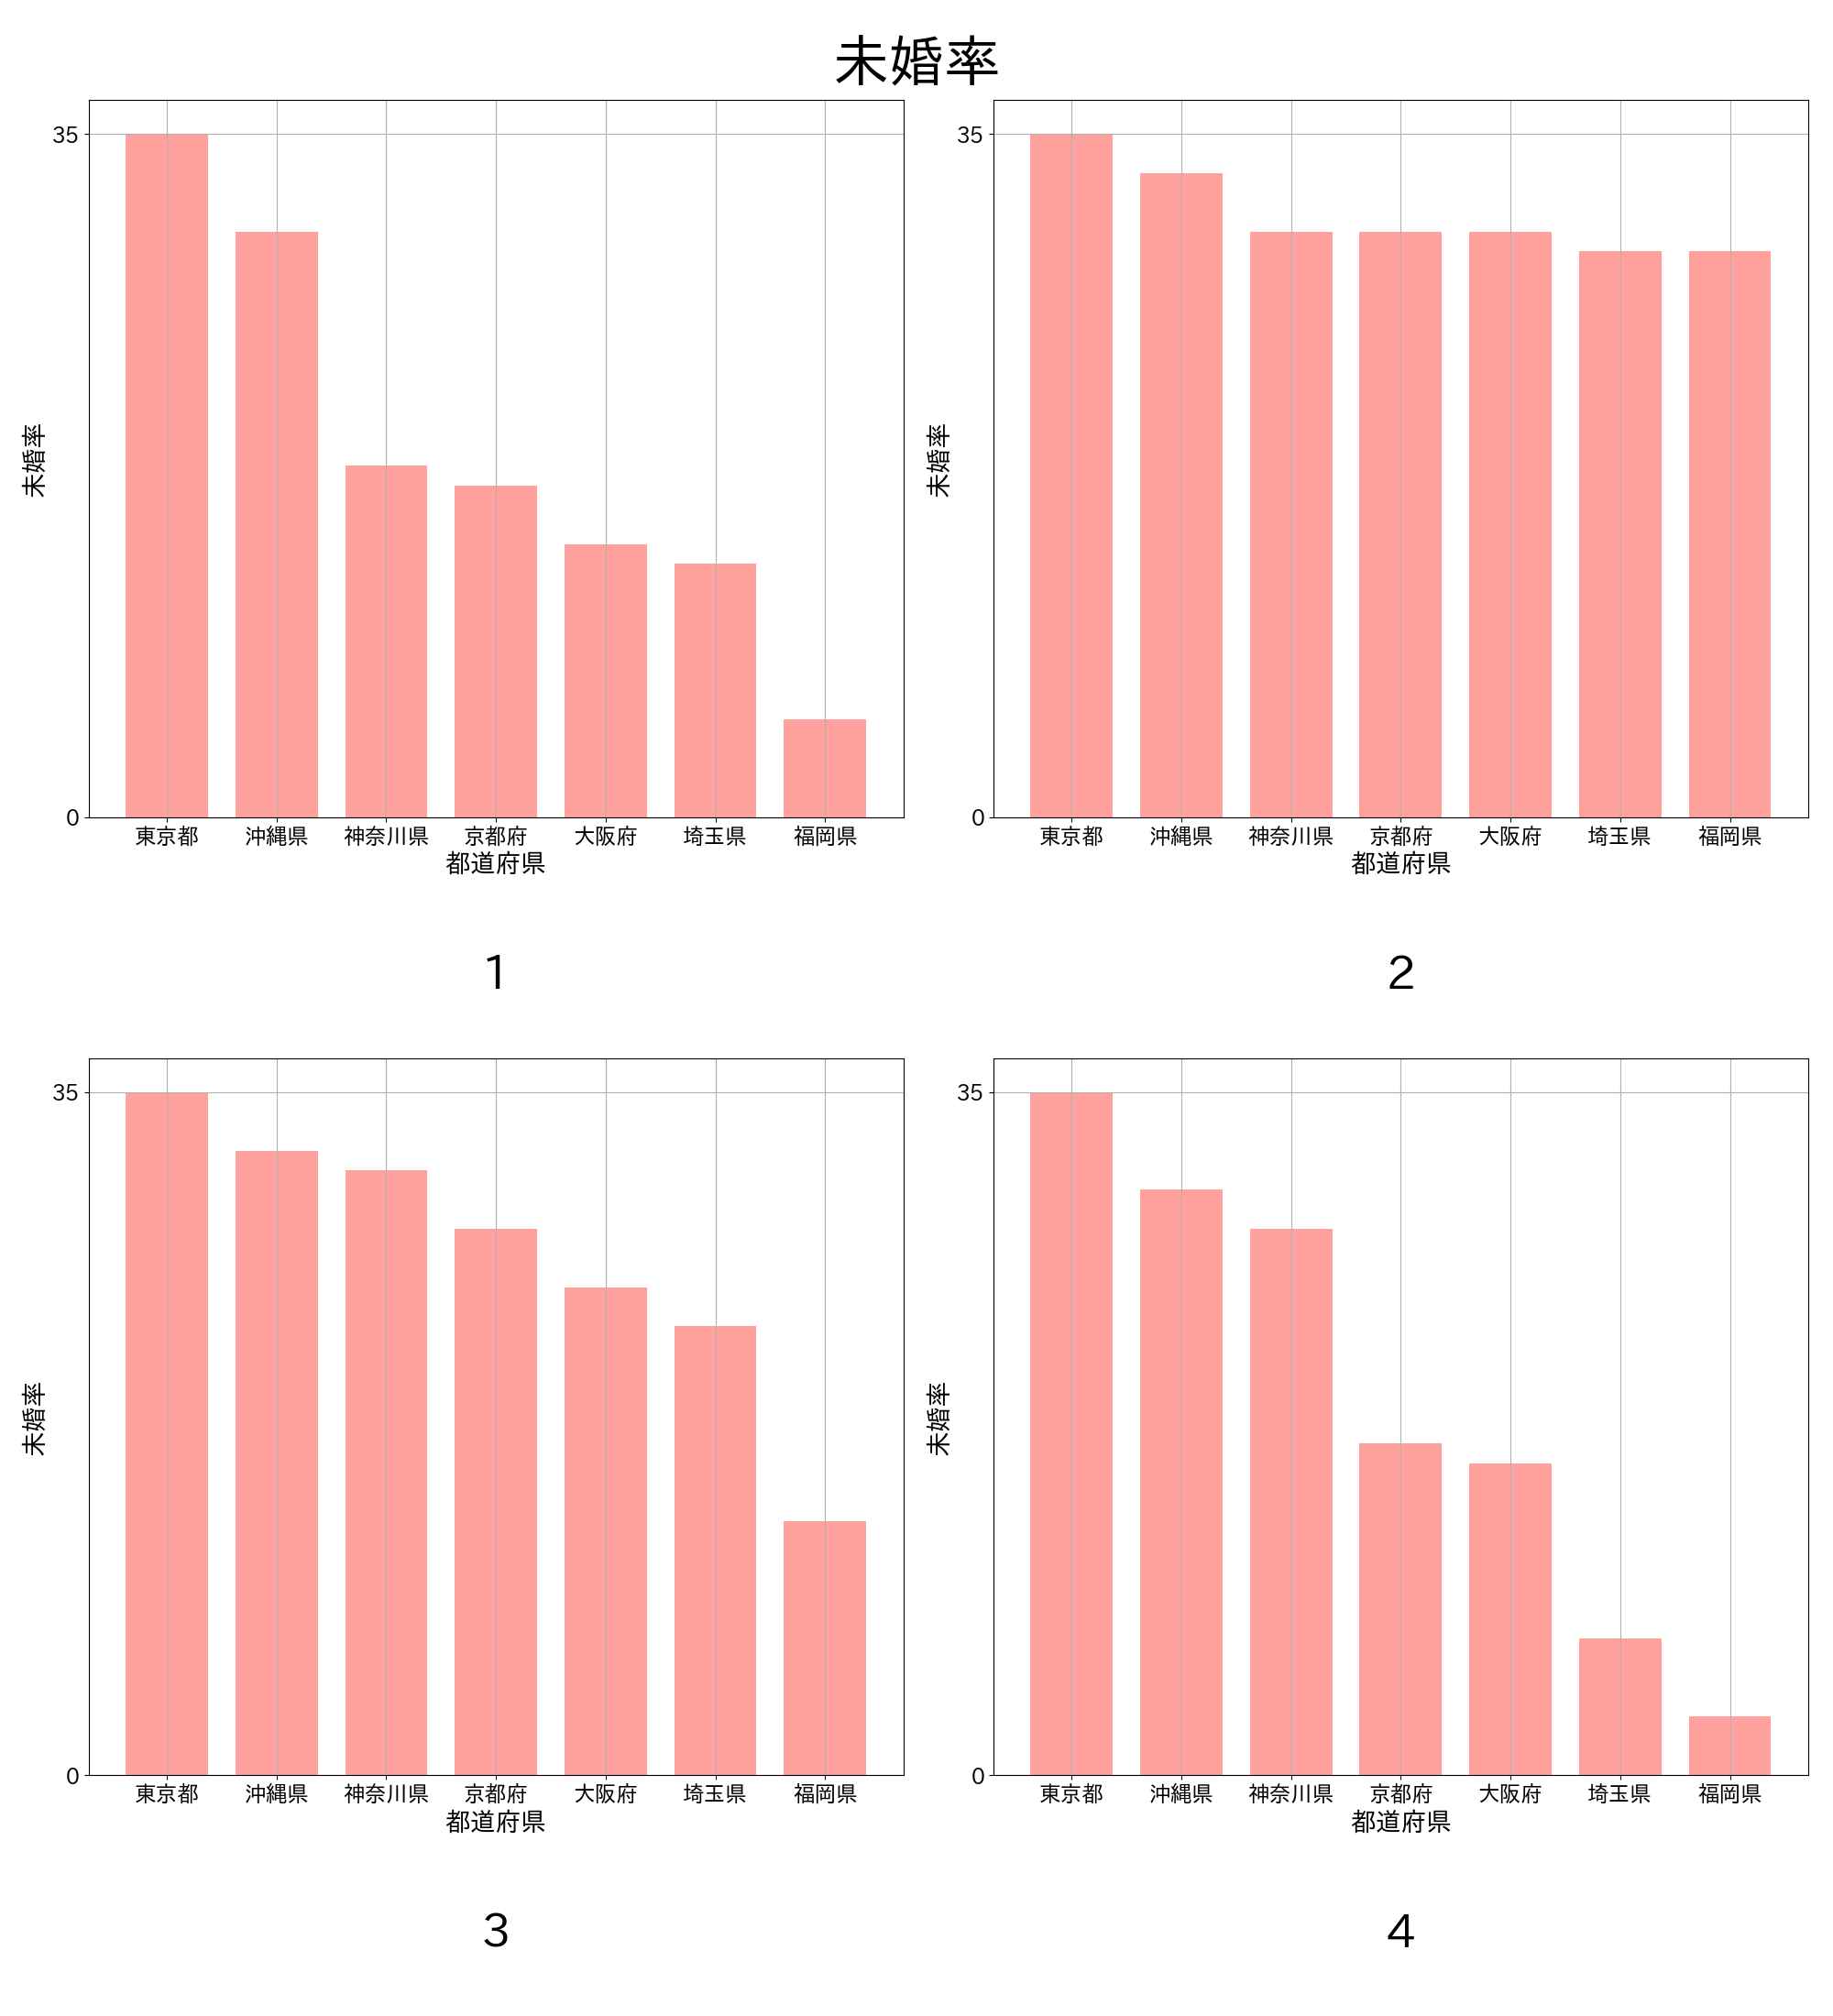 未婚率
35
0
未婚率
東京都 沖縄県 神奈川県 京都府 大阪府 埼玉県 福岡県
都道府県
1
35
0
未婚率
東京都 沖縄県 神奈川県 京都府 大阪府 埼玉県 福岡県
都道府県
2
35
0
未婚率
東京都 沖縄県 神奈川県 京都府 大阪府 埼玉県 福岡県
都道府県
3
35
0
未婚率
東京都 沖縄県 神奈川県 京都府 大阪府 埼玉県 福岡県
都道府県
4